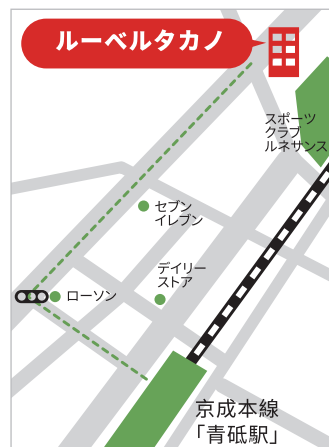 ルーベルタカノ
スポーツ
クラブ
ルネサンス
セブン
イレブン
デイリー
ストア
ローソン
京成本線
「青砥駅」